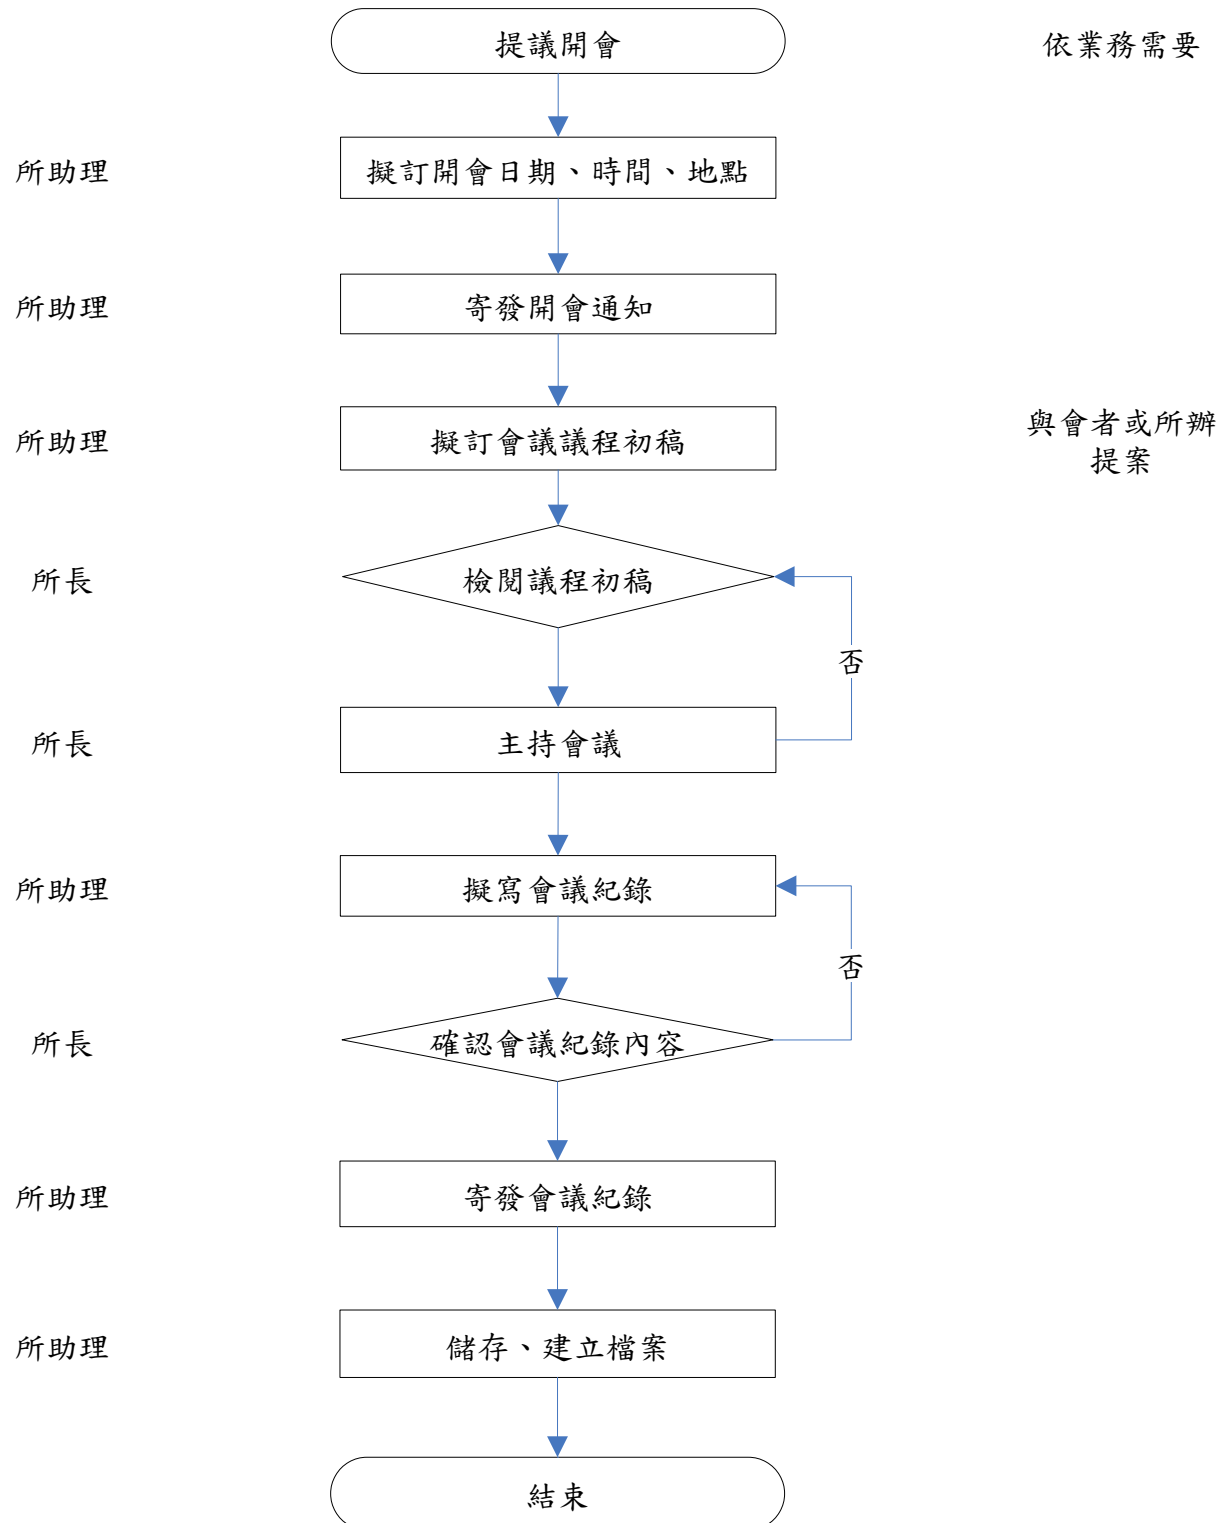 提議開會
依業務需要
所助理
擬訂開會日期、時間、地點
所助理
寄發開會通知
所助理
擬訂會議議程初稿
與會者或所辦
提案
所長
檢閱議程初稿
否
所長
主持會議
所助理
擬寫會議紀錄
否
所長
確認會議紀錄內容
所助理
寄發會議紀錄
所助理
儲存、建立檔案
結束